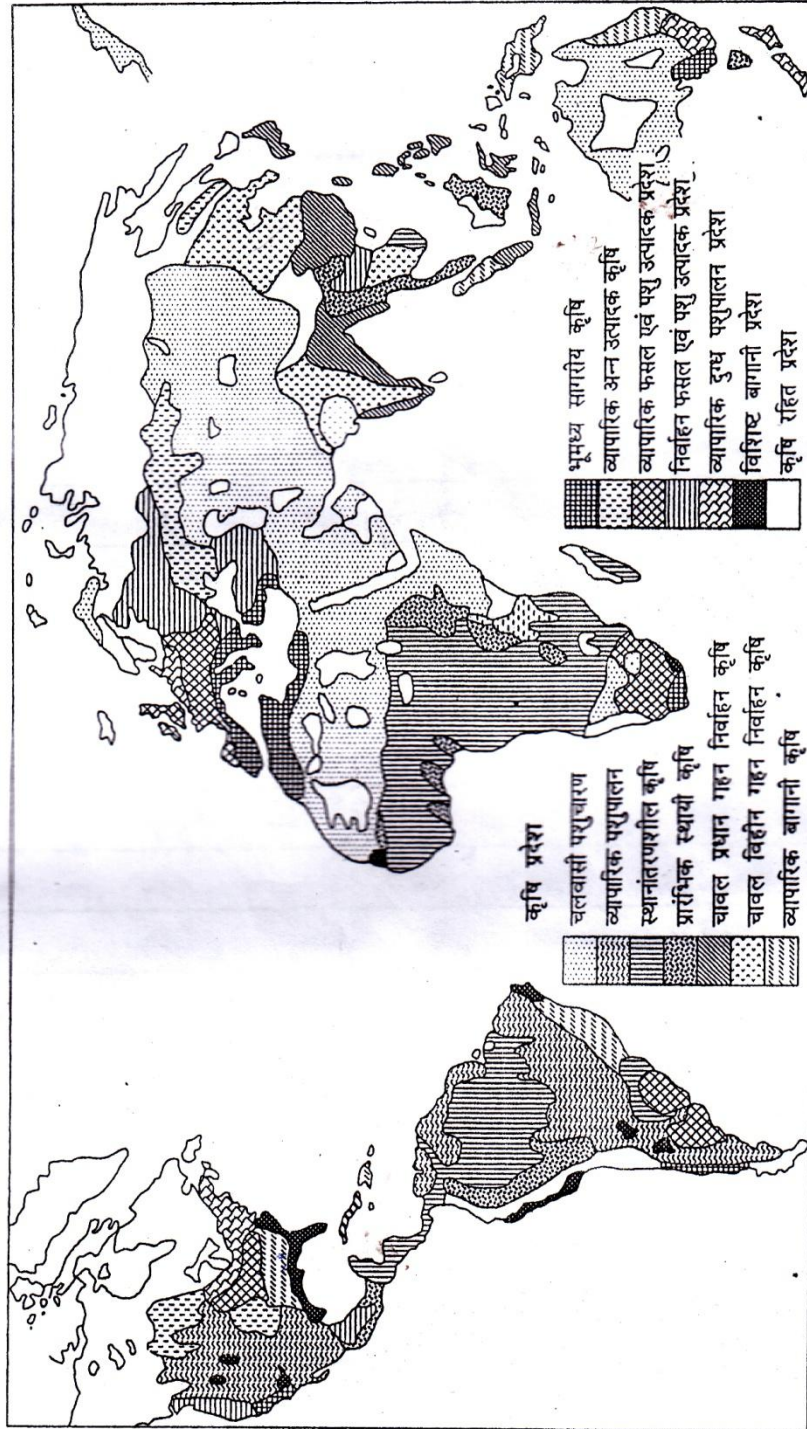 कृषि प्रदेश
चलवासी पशुचारण
व्यापारिक पशुपालन
स्थानांतरणशील कृषि
प्रारंभिक स्थायी कृषि
चावल प्रधान गहन निर्वाहन कृषि
चावल विहीन गहन निर्वाहन कृषि
व्यापारिक बागानी कृषि
भूमध्य सागरीय कृषि
व्यापारिक अन्न उत्पादक कृषि
व्यापारिक फसल एवं पशु उत्पादक प्रदेश
निर्वाहन फसल एवं पशु उत्पादक प्रदेश
व्यापारिक दुग्ध पशुपालन प्रदेश
विशिष्ट बागानी प्रदेश
कृषि रहित प्रदेश